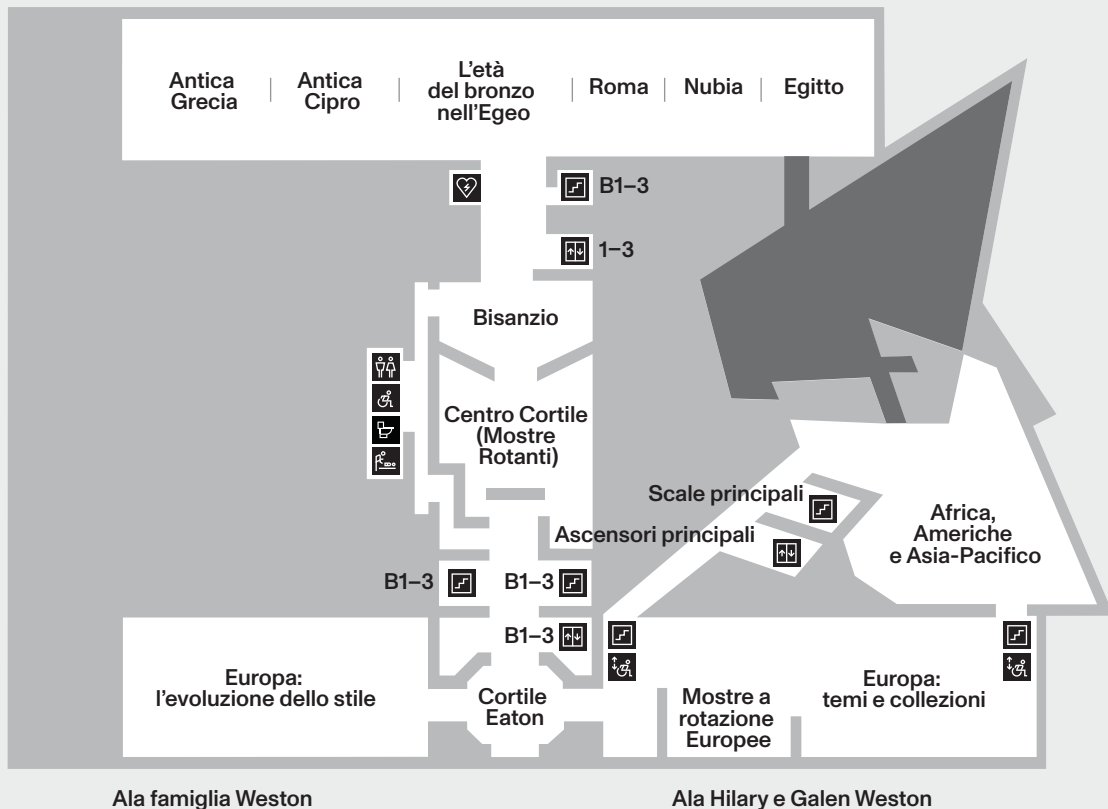 Antica
Grecia
Antica
Cipro
L'età
del bronzo
nell'Egeo
Roma
Nubia
Egitto
B1–3
1–3
Bisanzio
Centro Cortile
(Mostre
Rotanti)
Scale principali
Ascensori principali
Africa,
Americhe
e Asia-Pacifico
B1–3
B1–3
B1–3
Europa:
l'evoluzione dello stile
Cortile
Eaton
Mostre a
rotazione
Europee
Europa:
temi e collezioni
Ala famiglia Weston
Ala Hilary e Galen Weston